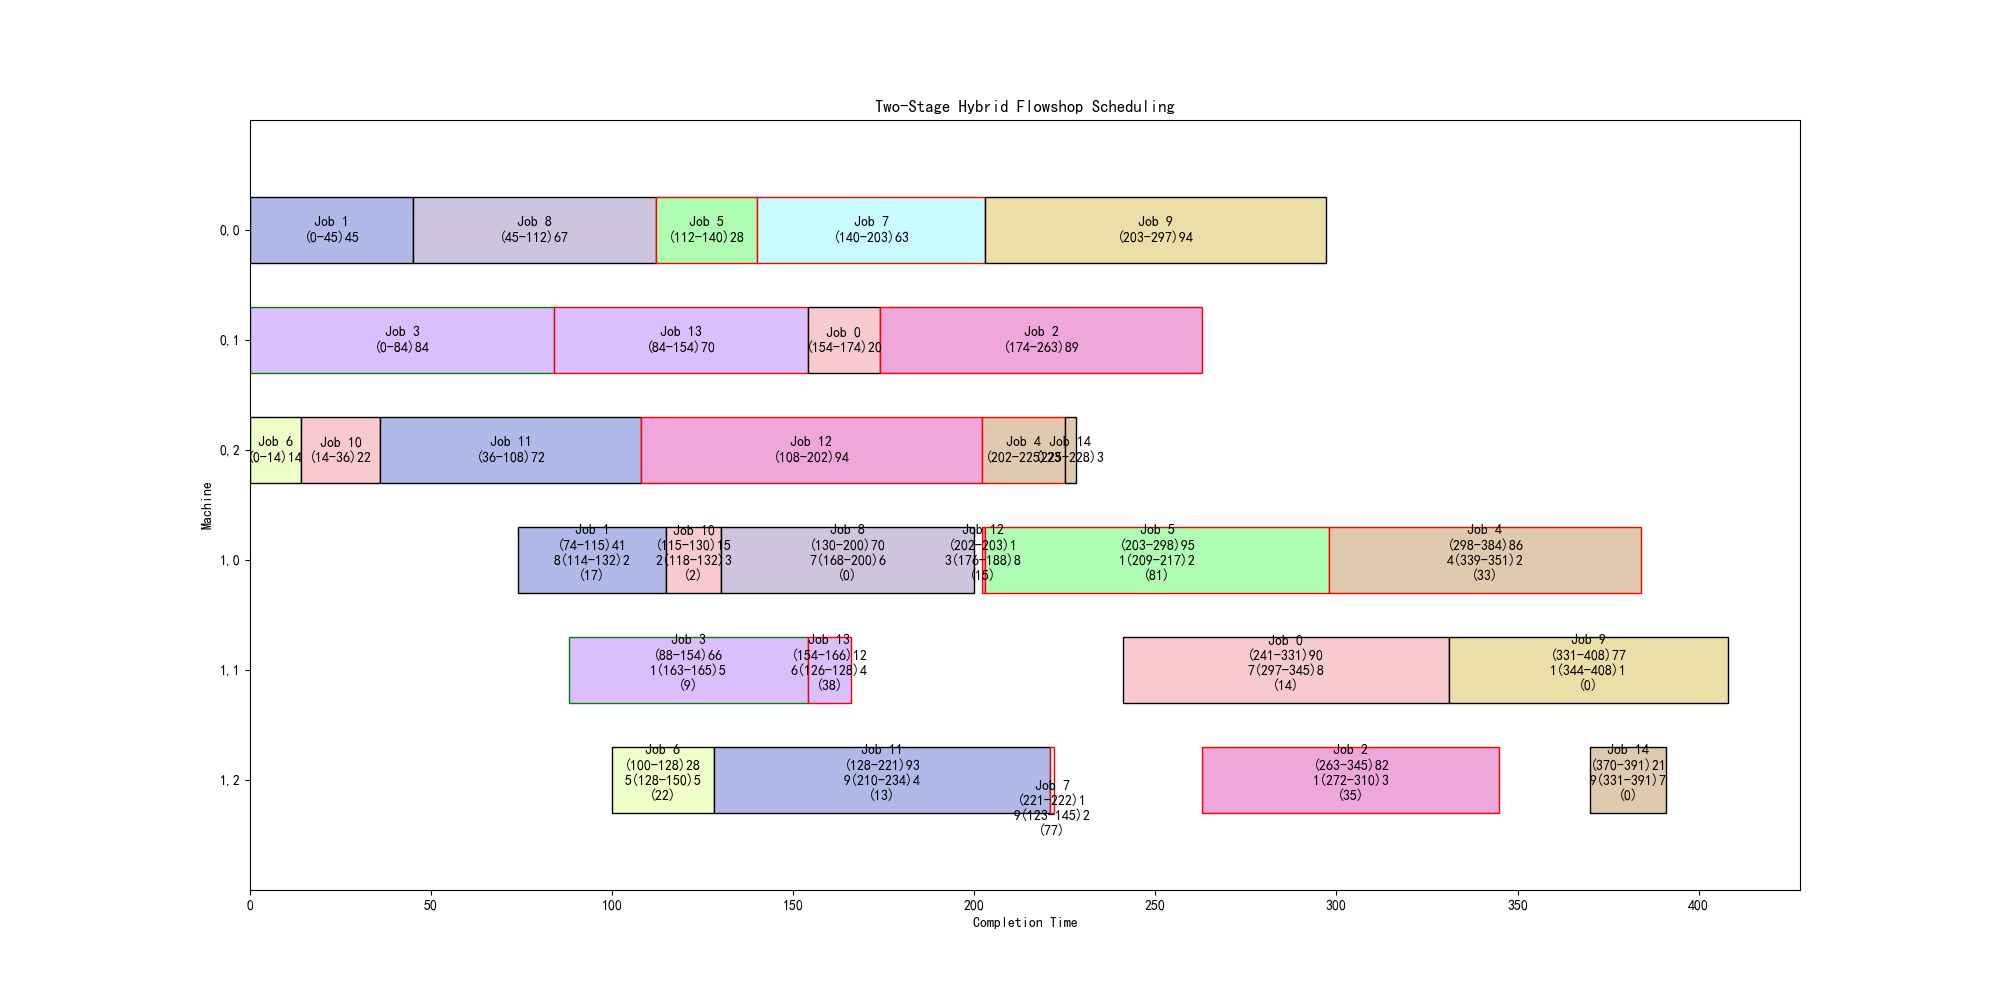 Two-Stage Hybrid Flowshop Scheduling
0,0
Job 1
(0-45)45
Job 8
(45-112)67
Job 5
(112-140)28
Job 7
(140-203)63
Job 9
(203-297)94
0,1
Job 3
(0-84)84
Job 13
(84-154)70
Job 0
(154-174)20
Job 2
(174-263)89
0,2
Job 6
(0-14)14
Job 10
(14-36)22
Job 11
(36-108)72
Job 12
(108-202)94
Job 4
(202-225)23
Job 14
(225-228)3
Machine
1,0
Job 1
(74-115)41
8(114-132)2
(17)
Job 10
(115-130)15
2(118-132)3
(2)
Job 8
(130-200)70
7(168-200)6
(0)
Job 12
(202-203)1
3(176-188)8
(15)
Job 5
(203-298)95
1(209-217)2
(81)
Job 4
(298-384)86
4(339-351)2
(33)
1,1
Job 3
(88-154)66
1(163-165)5
(9)
Job 13
(154-166)12
6(126-128)4
(38)
Job 0
(241-331)90
7(297-345)8
(14)
Job 9
(331-408)77
1(344-408)1
(0)
1,2
Job 6
(100-128)28
5(128-150)5
(22)
Job 11
(128-221)93
9(210-234)4
(13)
Job 7
(221-222)1
9(123-145)2
(77)
Job 2
(263-345)82
1(272-310)3
(35)
Job 14
(370-391)21
9(331-391)7
(0)
0
50
100
150
200
250
300
350
400
Completion Time